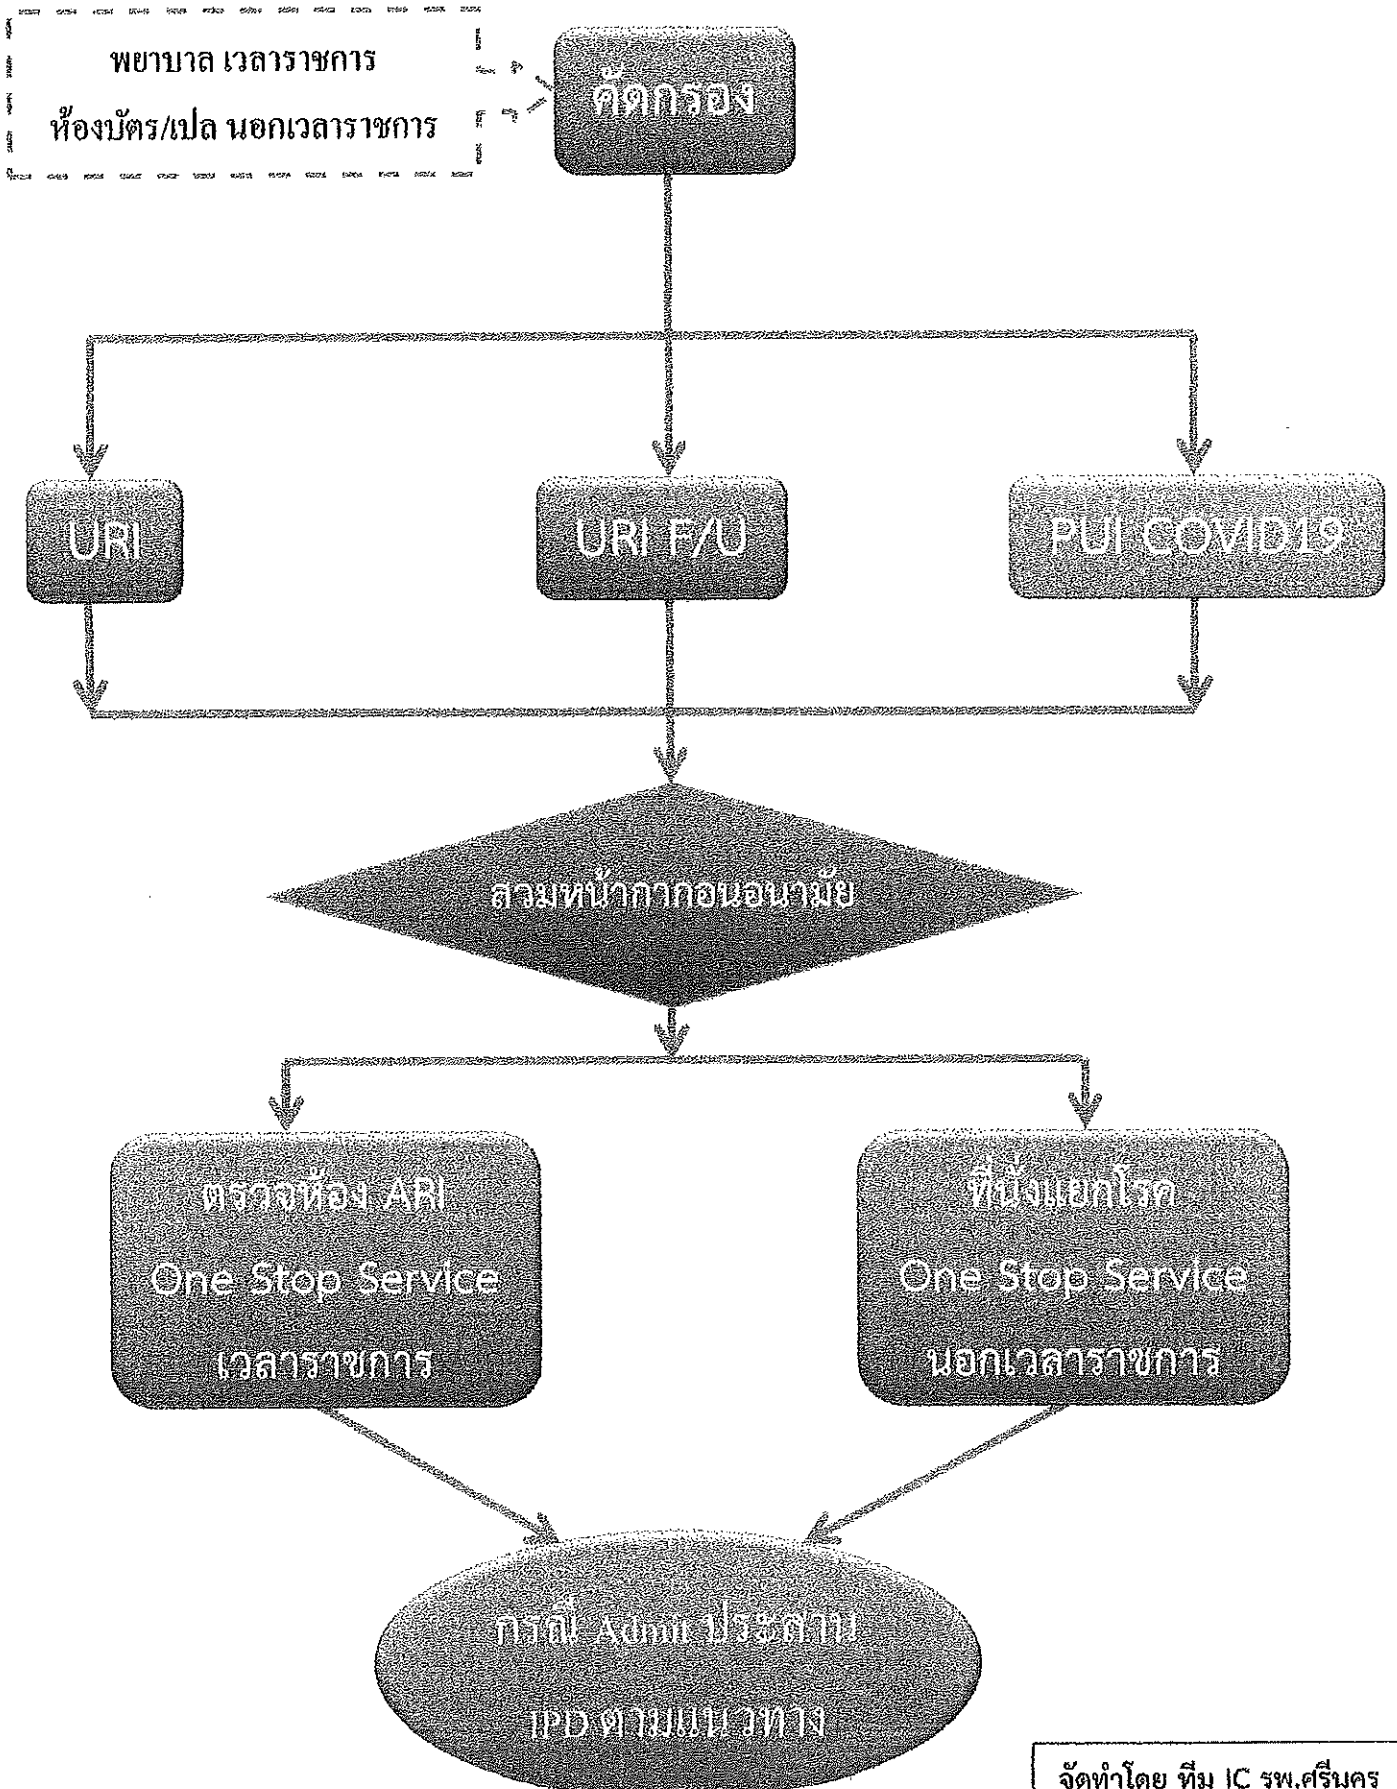 พยาบาล เวลาราชการ
ห้องบัตร/เปล นอกเวลาราชการ
คัดกรอง
URI
URI F/U
PUI COVID19
สวมหน้ากากอนอนามัย
ตรวจห้อง ARI
One Stop Service
เวลาราชการ
ที่นั่งแยกโรค
One Stop Service
นอกเวลาราชการ
กรณี Admit ประสาน
IPD ตามแนวทาง
จัดทำโดย ทีม IC รพ.ศรีนคร